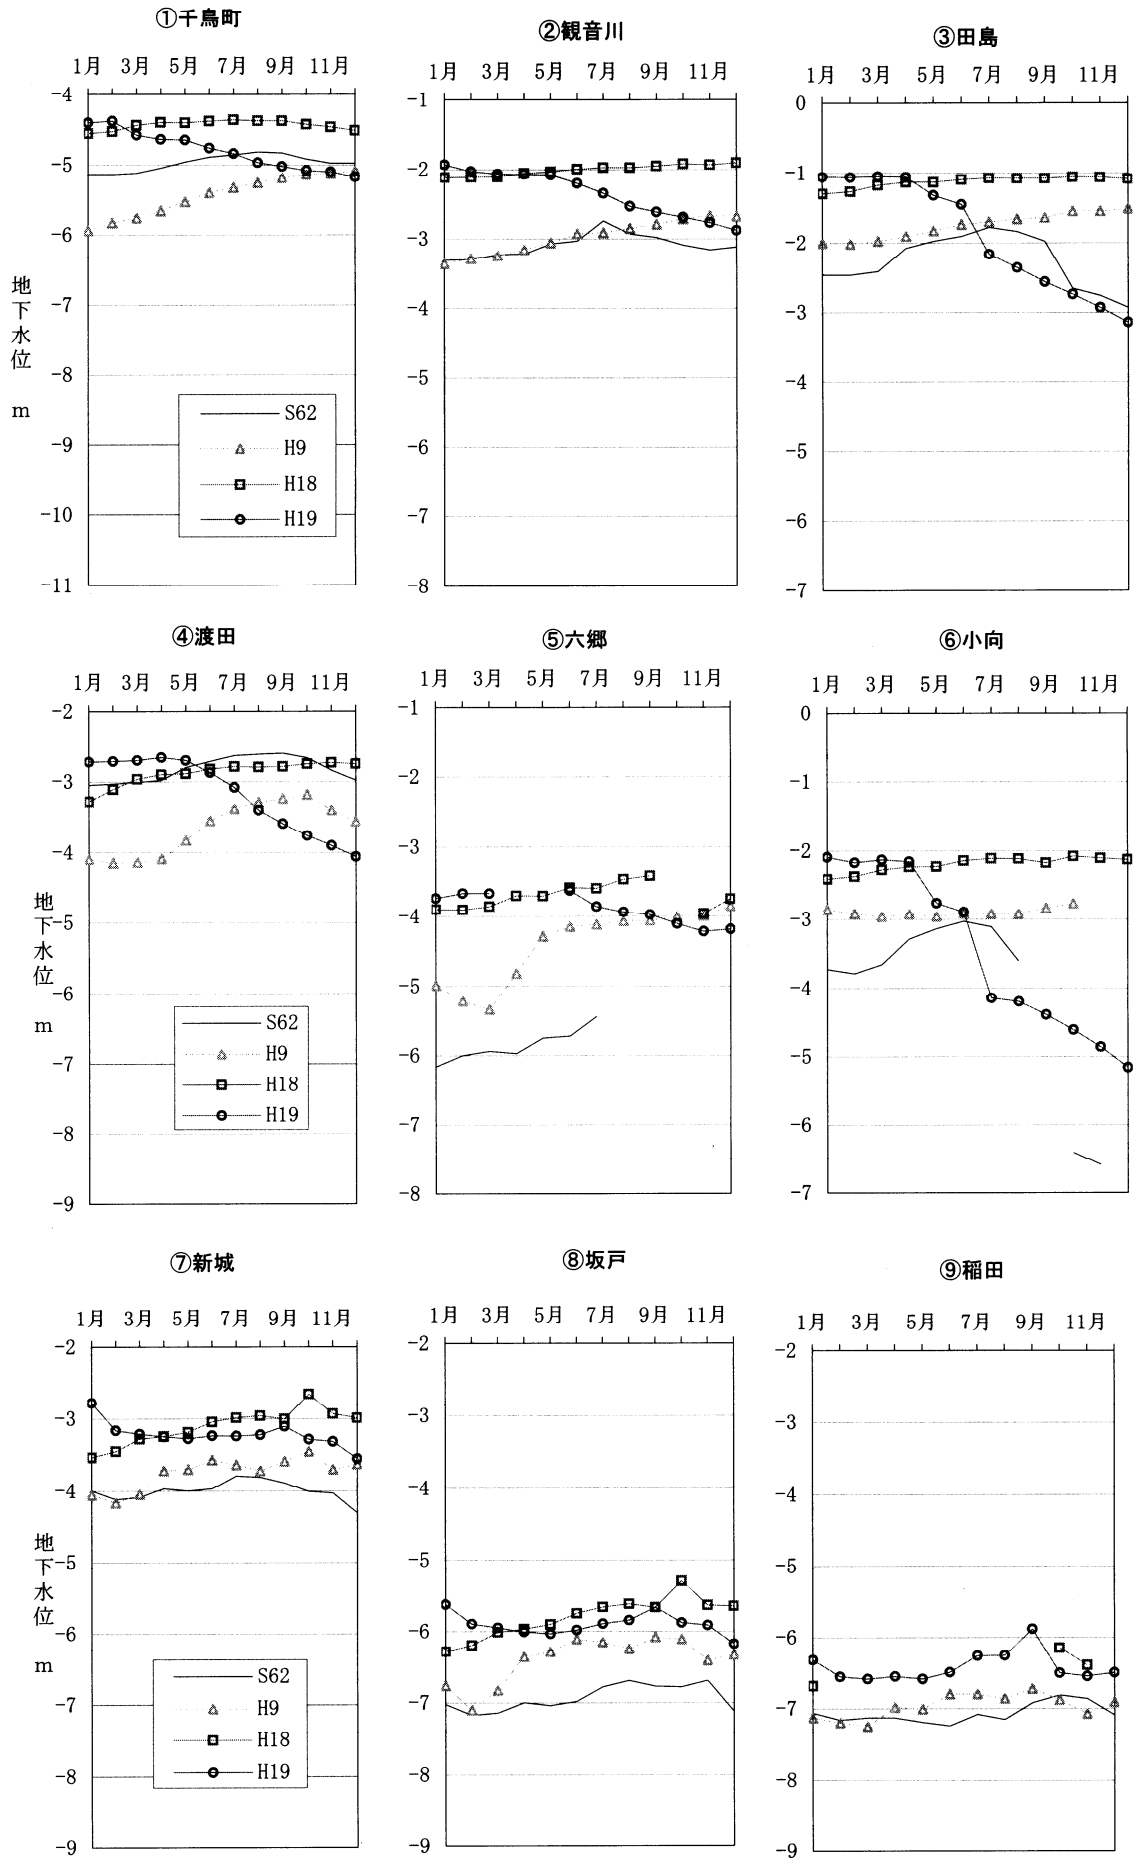 ①千鳥町
1月 3月 5月 7月 9月 11月
-4
-5
-6
-7
-8
-9
-10
-11
地下水位 m
S62
H9
H18
H19
②観音川
1月 3月 5月 7月 9月 11月
-1
-2
-3
-4
-5
-6
-7
-8
③田島
1月 3月 5月 7月 9月 11月
0
-1
-2
-3
-4
-5
-6
-7
④渡田
1月 3月 5月 7月 9月 11月
-2
-3
-4
-5
-6
-7
-8
-9
地下水位 m
S62
H9
H18
H19
⑤六郷
1月 3月 5月 7月 9月 11月
-1
-2
-3
-4
-5
-6
-7
-8
⑥小向
1月 3月 5月 7月 9月 11月
0
-1
-2
-3
-4
-5
-6
-7
⑦新城
1月 3月 5月 7月 9月 11月
-2
-3
-4
-5
-6
-7
-8
-9
地下水位 m
S62
H9
H18
H19
⑧坂戸
1月 3月 5月 7月 9月 11月
-2
-3
-4
-5
-6
-7
-8
-9
⑨稲田
1月 3月 5月 7月 9月 11月
-2
-3
-4
-5
-6
-7
-8
-9